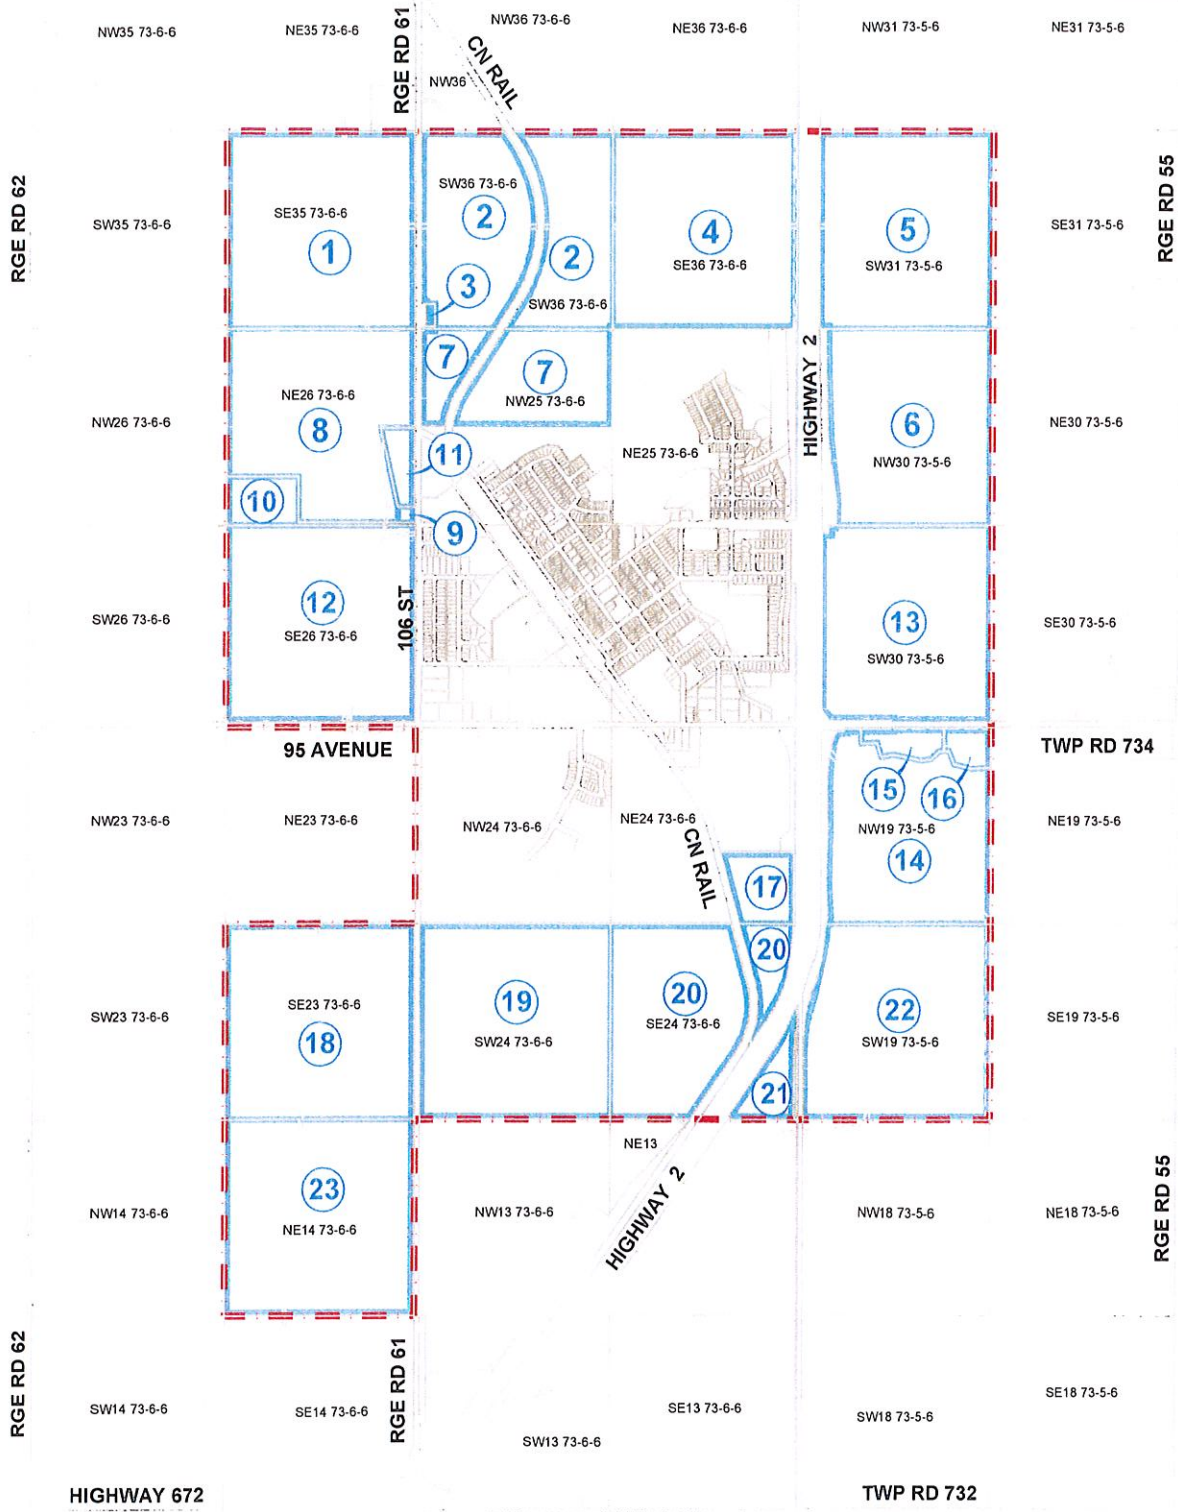 NW35 73-6-6
NE35 73-6-6
RGE RD 61
NW36 73-6-6
NE36 73-6-6
NW31 73-5-6
NE31 73-5-6
CN RAIL
NW36
RGE RD 62
SW35 73-6-6
SE35 73-6-6
1
SW36 73-6-6
2
2
SW36 73-6-6
3
4
SE36 73-6-6
5
SW31 73-5-6
SE31 73-5-6
RGE RD 55
NW26 73-6-6
NE26 73-6-6
8
7
7
NW25 73-6-6
NE25 73-6-6
HIGHWAY 2
6
NW30 73-5-6
NE30 73-5-6
10
11
9
SW26 73-6-6
12
SE26 73-6-6
106 ST
13
SW30 73-5-6
SE30 73-5-6
95 AVENUE
TWP RD 734
NW23 73-6-6
NE23 73-6-6
NW24 73-6-6
NE24 73-6-6
CN RAIL
15
16
NW19 73-5-6
14
NE19 73-5-6
17
SW23 73-6-6
SE23 73-6-6
18
19
SW24 73-6-6
20
SE24 73-6-6
20
21
22
SW19 73-5-6
SE19 73-5-6
NW14 73-6-6
23
NE14 73-6-6
NW13 73-6-6
NE13
HIGHWAY 2
NW18 73-5-6
NE18 73-5-6
RGE RD 55
RGE RD 62
SW14 73-6-6
SE14 73-6-6
RGE RD 61
SW13 73-6-6
SE13 73-6-6
SW18 73-5-6
SE18 73-5-6
HIGHWAY 672
TWP RD 732